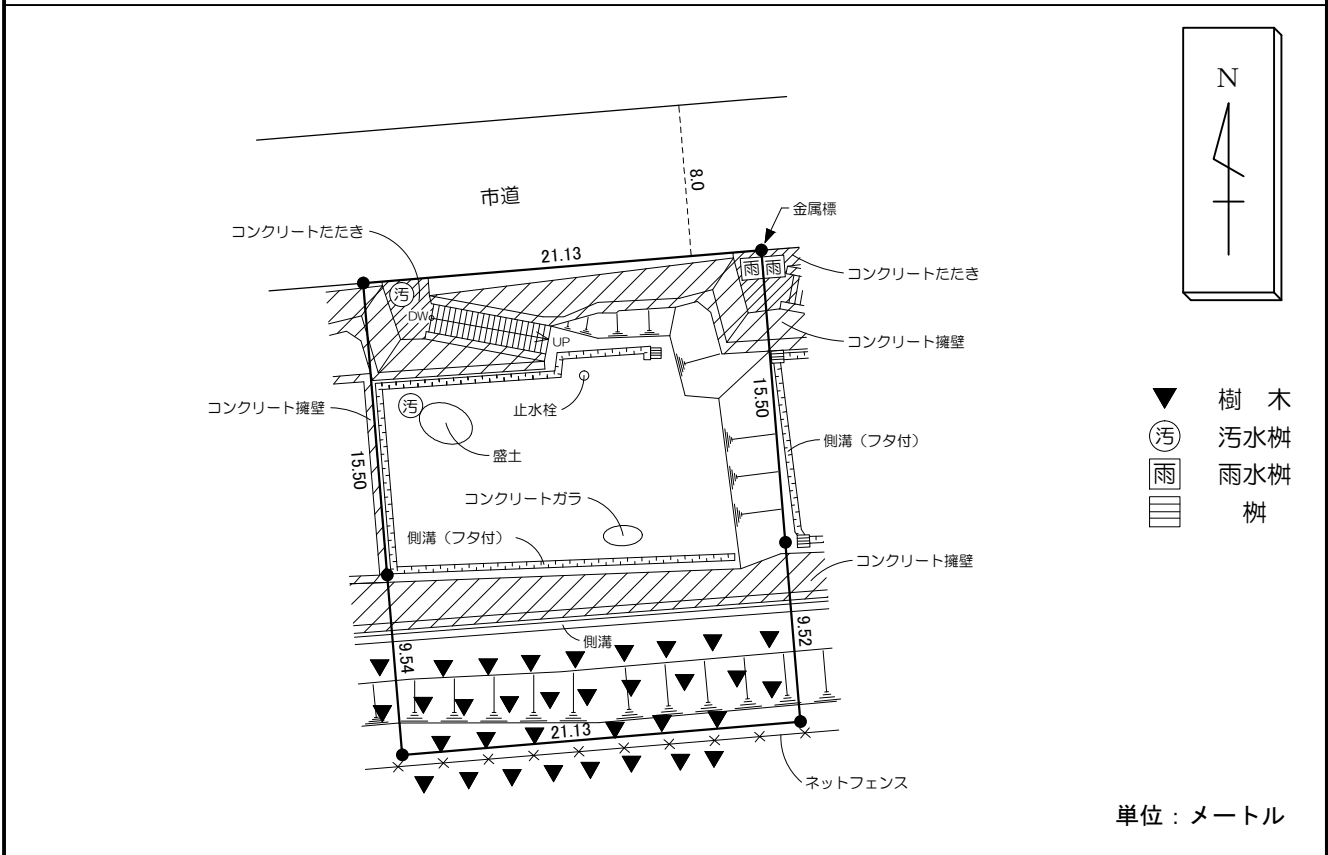 N
市道
8.0
金属標
コンクリートたたき
21.13
雨 雨
コンクリートたたき
汚
DW
UP
コンクリート擁壁
15.50
コンクリート擁壁
汚
止水栓
側溝（フタ付）
盛土
15.50
コンクリートガラ
側溝（フタ付）
コンクリート擁壁
側溝
9.54
9.52
21.13
ネットフェンス
樹 木
汚 汚水桝
雨 雨水桝
桝
単位：メートル